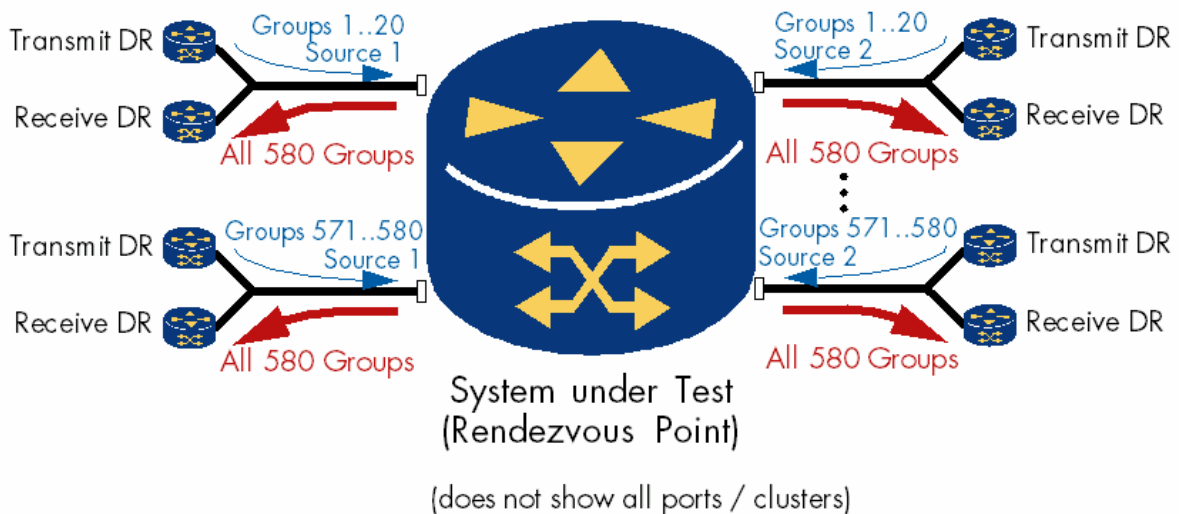 Transmit DR
Groups 1..20
Source 1
Receive DR
All 580 Groups
Groups 1..20
Source 2
Transmit DR
Receive DR
All 580 Groups
Transmit DR
Groups 571..580
Source 1
Receive DR
All 580 Groups
Groups 571..580
Source 2
Transmit DR
Receive DR
All 580 Groups
System under Test
(Rendezvous Point)
(does not show all ports / clusters)